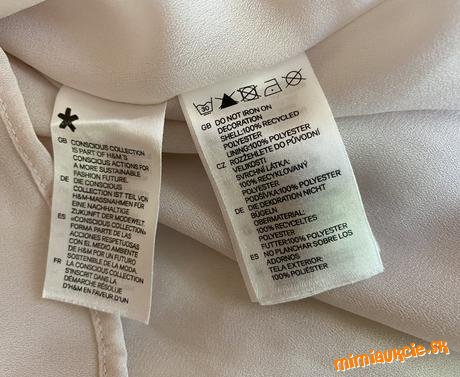 GB CONSCIOUS COLLECTION
IS PART OF H&M'S
CONSCIOUS ACTIONS FOR
A MORE SUSTAINABLE
FASHION FUTURE.
DE DIE CONSCIOUS
COLLECTION IST TEIL VON
H&M-MASSNAHMEN FÜR
EINE NACHHALTIGE
ZUKUNFT DER MODEWELT.
ES «CONSCIOUS COLLECTION»
FORMA PARTE DE LAS
ACCIONES RESPETUOSAS
CON EL MEDIO AMBIENTE
DE H&M POR UN FUTURO
SOSTENIBLE DE LA MODA.
FR LA CONSCIOUS COLLECTION
S'INSCRIT DANS LA
DÉMARCHE RÉSOLUE
D'H&M EN FAVEUR D'UN
30
GB DO NOT IRON ON
DECORATION
SHELL:100% RECYCLED
POLYESTER
LINING:100% POLYESTER
CZ ROZŽEHLETE DO PŮVODNÍ
VELIKOSTI
SVRCHNÍ LÁTKA:
100% RECYKLOVANÝ
POLYESTER
PODŠÍVKA:100% POLYESTER
DE DIE DEKORATION NICHT
BÜGELN
OBERMATERIAL:
100% RECYCELTES
POLYESTER
FUTTER:100% POLYESTER
ES NO PLANCHAR SOBRE LOS
ADORNOS
TELA EXTERIOR:
100% POLIÉSTER
mimiaukcie.sk